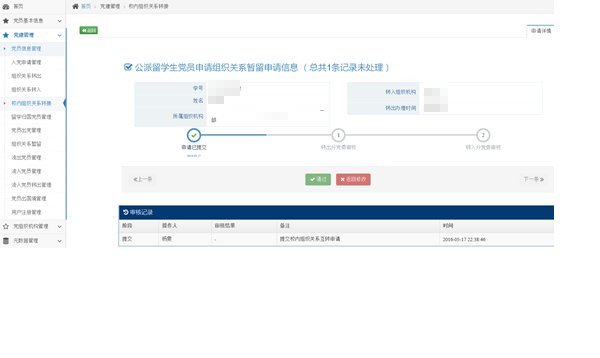 首页
党员基本信息
党建管理
党员信息管理
入党申请管理
组织关系转出
组织关系转入
校内组织关系转接
留学归国党员管理
党员出党管理
组织关系暂留
流出党员管理
流入党员管理
流入党员转出管理
党员出国境管理
用户注册管理
党组织机构管理
元数据管理
首页 > 党建管理 > 校内组织关系转接
返回
申请详情
公派留学生党员申请组织关系暂留申请信息 ( 总共1条记录未处理 )
学号
姓名
所属组织机构
部
转入组织机构
转出办理时间
1 2
申请已提交 转出分党委审核 转入分党委审核
上一条 通过 返回修改 下一条
审核记录
阶段 操作人 审核结果 备注 时间
提交 - 提交校内组织关系互转申请 2016-05-17 22:38:46